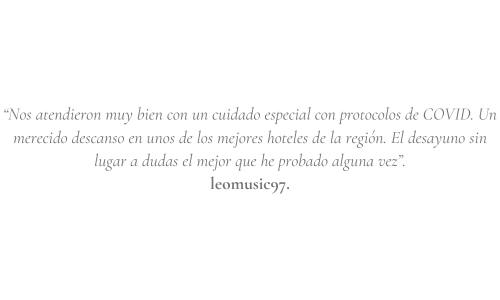 “Nos atendieron muy bien con un cuidado especial con protocolos de COVID. Un
merecido descanso en unos de los mejores hoteles de la región. El desayuno sin
lugar a dudas el mejor que he probado alguna vez”.
leomusic97.